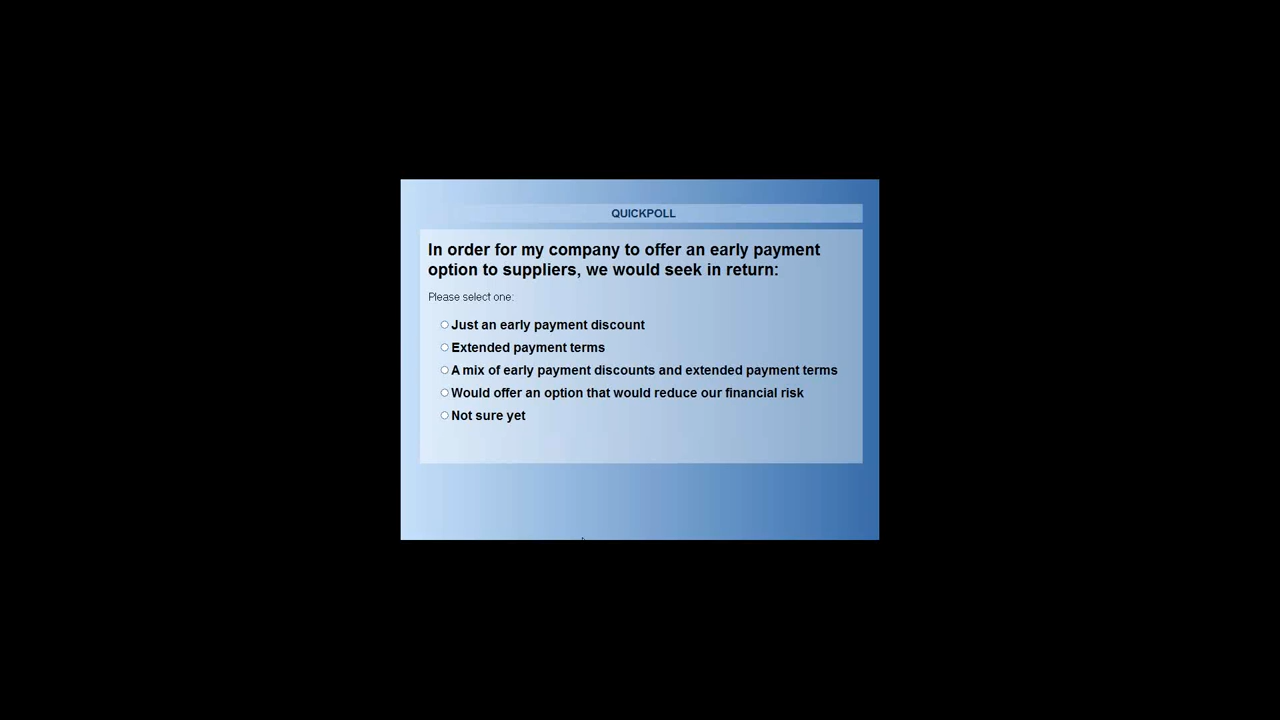 QUICKPOLL
In order for my company to offer an early payment
option to suppliers, we would seek in return:
Please select one:
Just an early payment discount
Extended payment terms
A mix of early payment discounts and extended payment terms
Would offer an option that would reduce our financial risk
Not sure yet